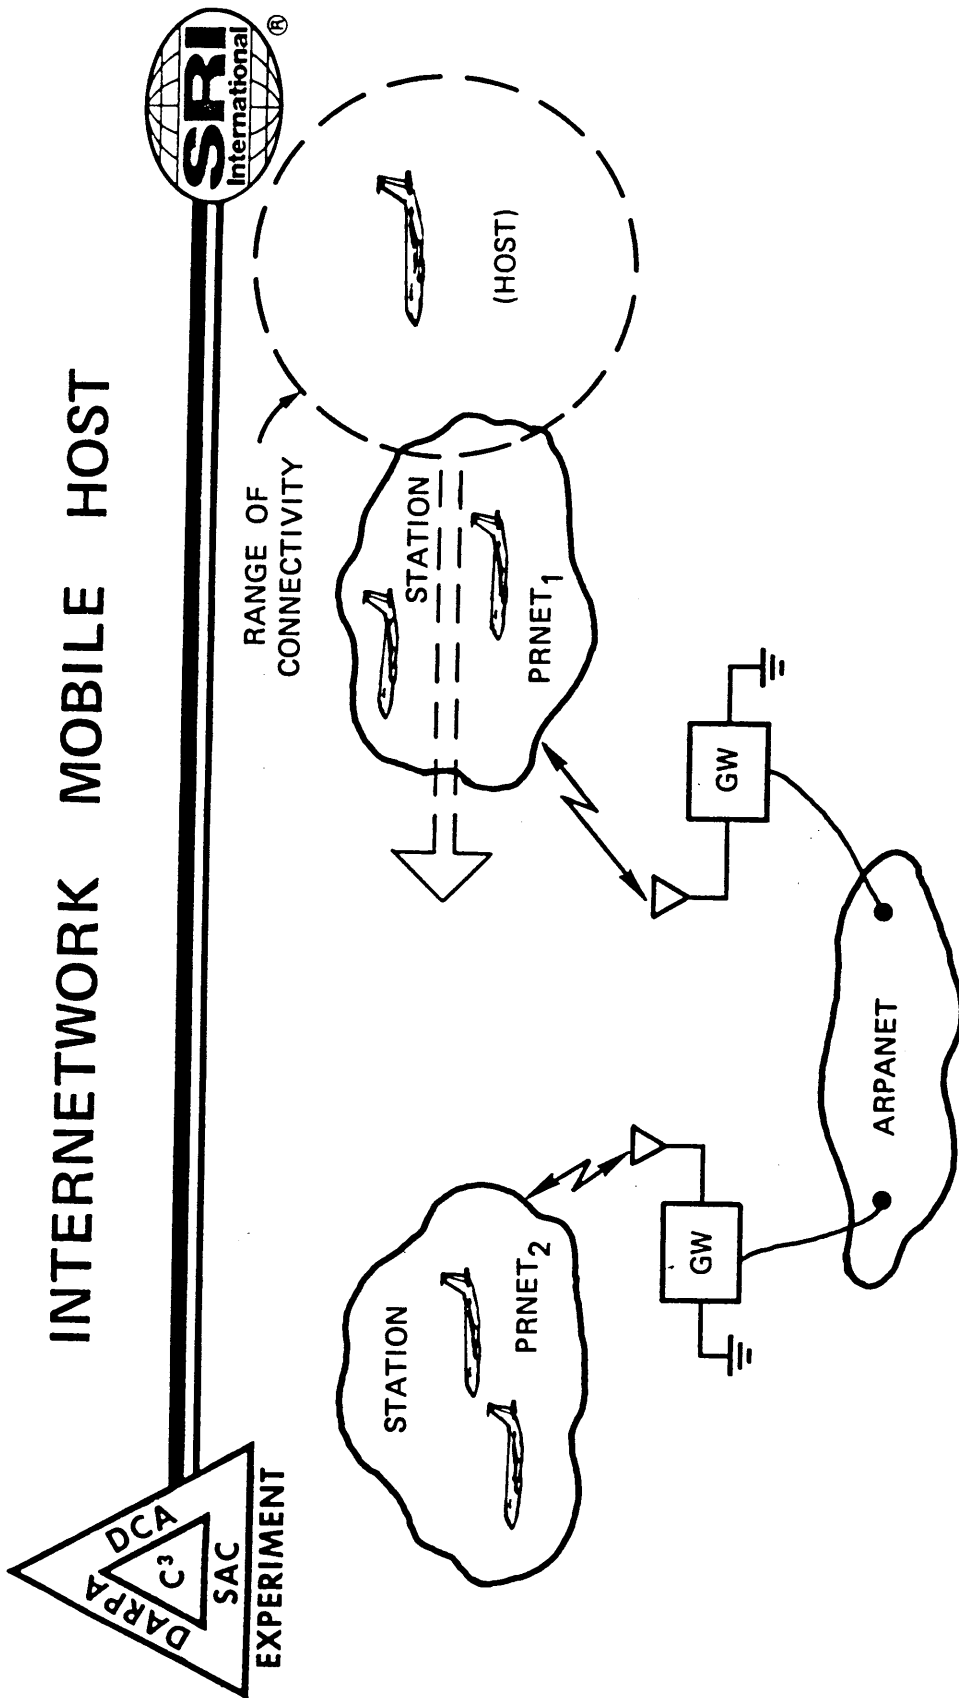 INTERNETWORK MOBILE HOST
DARPA
DCA
C³
SAC
EXPERIMENT
SRI
International
®
RANGE OF
CONNECTIVITY
STATION
PRNET₂
STATION
PRNET₁
(HOST)
GW
GW
ARPANET